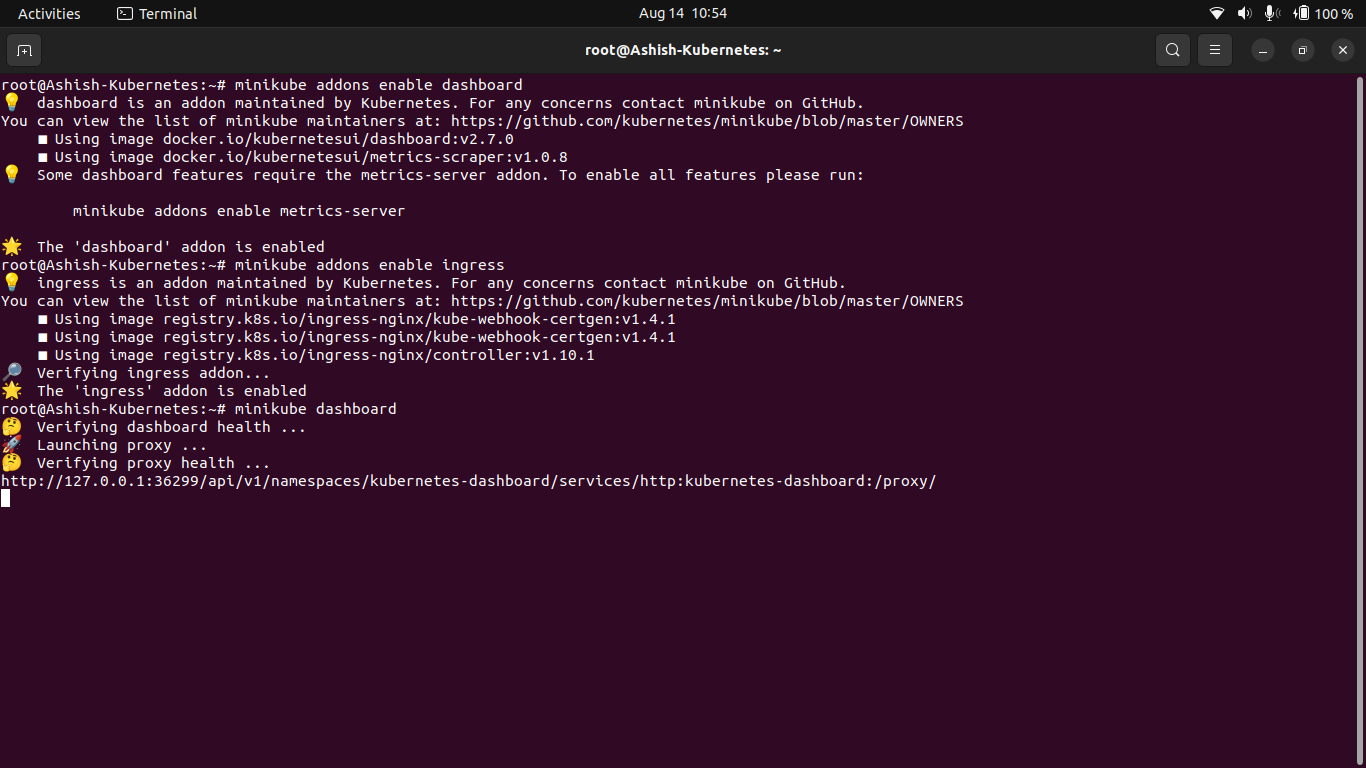 Activities Terminal Aug 14 10:54 100 %
root@Ashish-Kubernetes: ~
root@Ashish-Kubernetes:~# minikube addons enable dashboard
💡 dashboard is an addon maintained by Kubernetes. For any concerns contact minikube on GitHub.
You can view the list of minikube maintainers at: https://github.com/kubernetes/minikube/blob/master/OWNERS
▪ Using image docker.io/kubernetesui/dashboard:v2.7.0
▪ Using image docker.io/kubernetesui/metrics-scraper:v1.0.8
💡 Some dashboard features require the metrics-server addon. To enable all features please run:
minikube addons enable metrics-server
🌟 The 'dashboard' addon is enabled
root@Ashish-Kubernetes:~# minikube addons enable ingress
💡 ingress is an addon maintained by Kubernetes. For any concerns contact minikube on GitHub.
You can view the list of minikube maintainers at: https://github.com/kubernetes/minikube/blob/master/OWNERS
▪ Using image registry.k8s.io/ingress-nginx/kube-webhook-certgen:v1.4.1
▪ Using image registry.k8s.io/ingress-nginx/kube-webhook-certgen:v1.4.1
▪ Using image registry.k8s.io/ingress-nginx/controller:v1.10.1
🔎 Verifying ingress addon...
🌟 The 'ingress' addon is enabled
root@Ashish-Kubernetes:~# minikube dashboard
🤔 Verifying dashboard health ...
🚀 Launching proxy ...
🤔 Verifying proxy health ...
http://127.0.0.1:36299/api/v1/namespaces/kubernetes-dashboard/services/http:kubernetes-dashboard:/proxy/